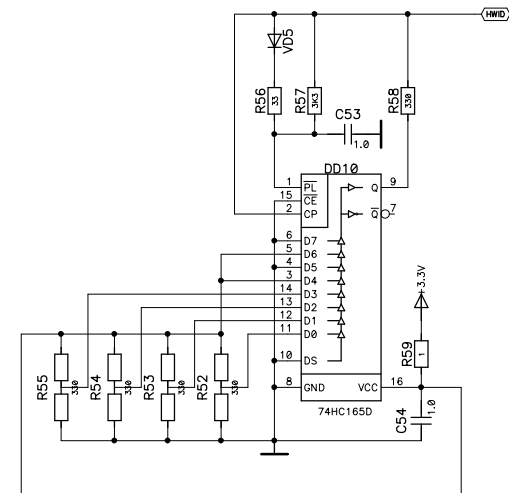 HWID
VD5
R56
33
R57
3K3
R58
330
C53
1.0
DD10
1
PL
Q
9
15
CE
2
CP
Q
7
6
D7
5
D6
4
D5
3
D4
14
D3
13
D2
12
D1
11
D0
10
DS
8
GND
VCC
16
74HC165D
+3.3V
R59
1
C54
1.0
R55
330
R54
330
R53
330
R52
330